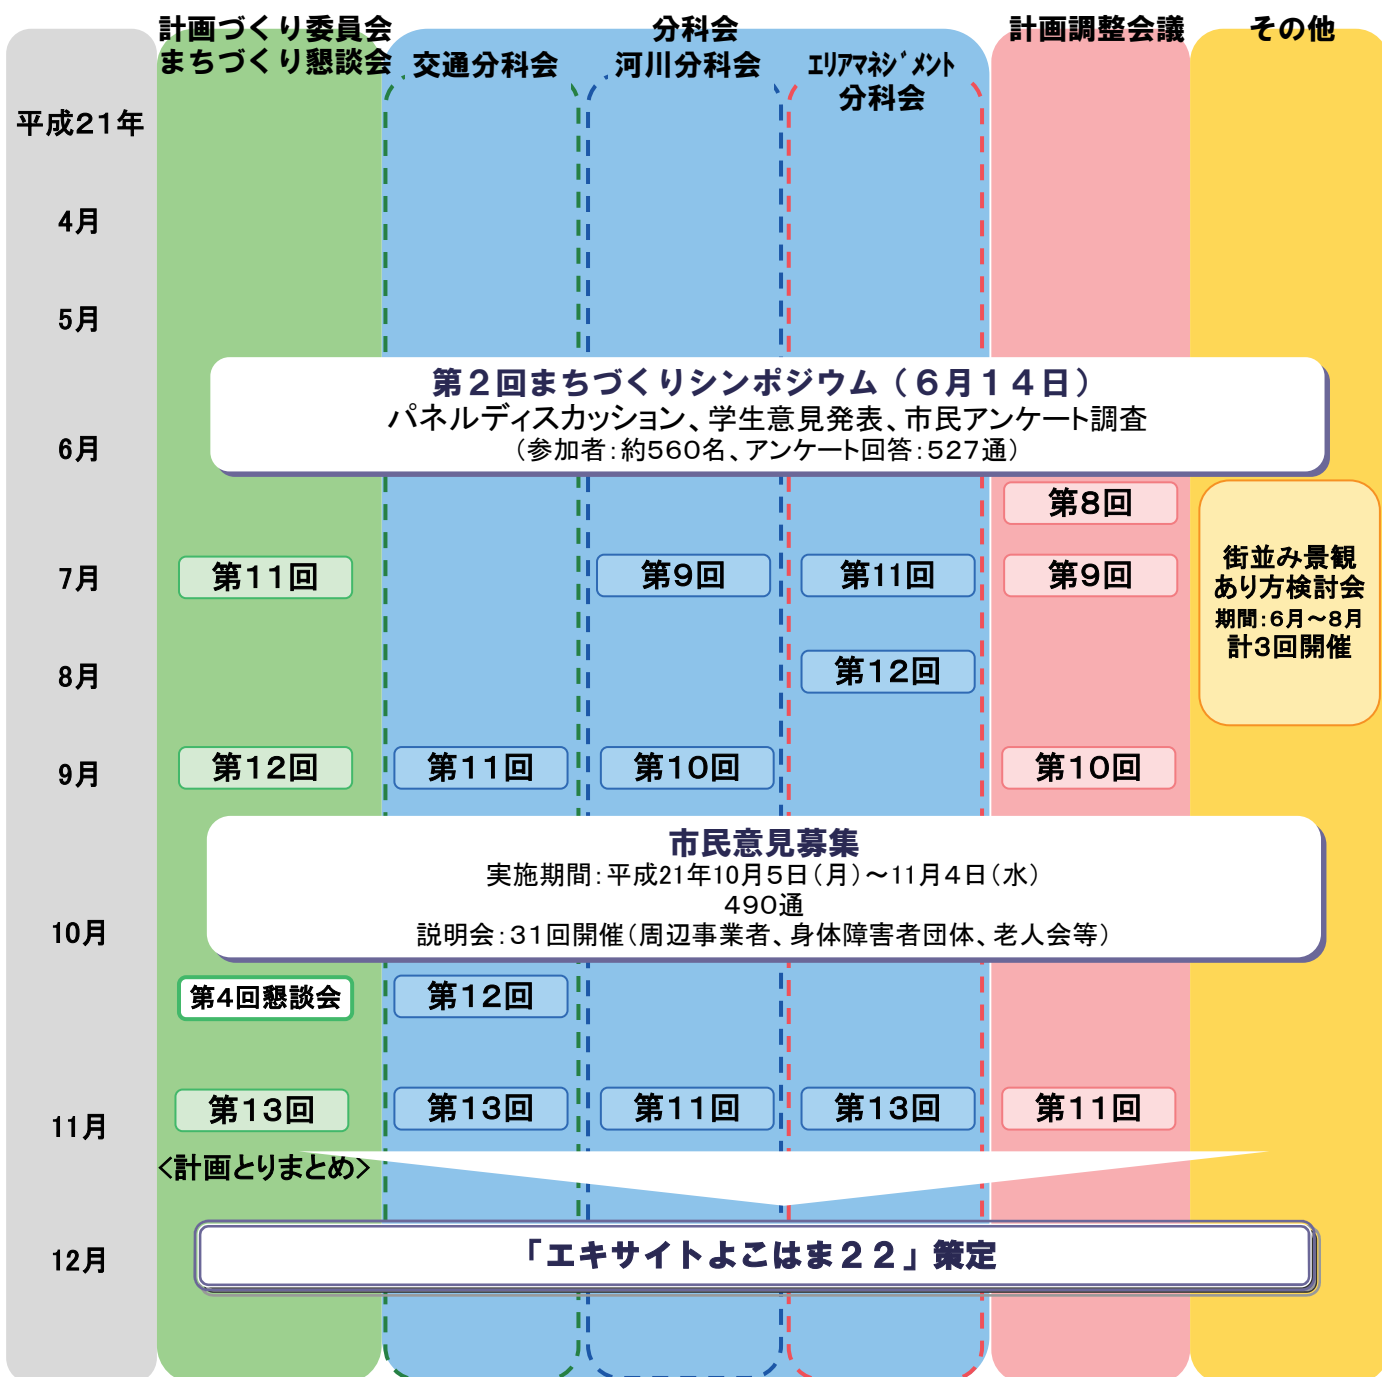 計画づくり委員会
まちづくり懇談会
分科会
交通分科会
河川分科会
エリアマネジメント
分科会
計画調整会議
その他
平成21年
4月
5月
第2回まちづくりシンポジウム（6月14日）
パネルディスカッション、学生意見発表、市民アンケート調査
（参加者：約560名、アンケート回答：527通）
6月
第8回
街並み景観
あり方検討会
期間：6月～8月
計3回開催
7月
第11回
第9回
第11回
第9回
8月
第12回
9月
第12回
第11回
第10回
第10回
市民意見募集
実施期間：平成21年10月5日（月）～11月4日（水）
490通
説明会：31回開催（周辺事業者、身体障害者団体、老人会等）
10月
第4回懇談会
第12回
11月
第13回
第13回
第11回
第13回
第11回
<計画とりまとめ>
12月
「エキサイトよこはま22」策定